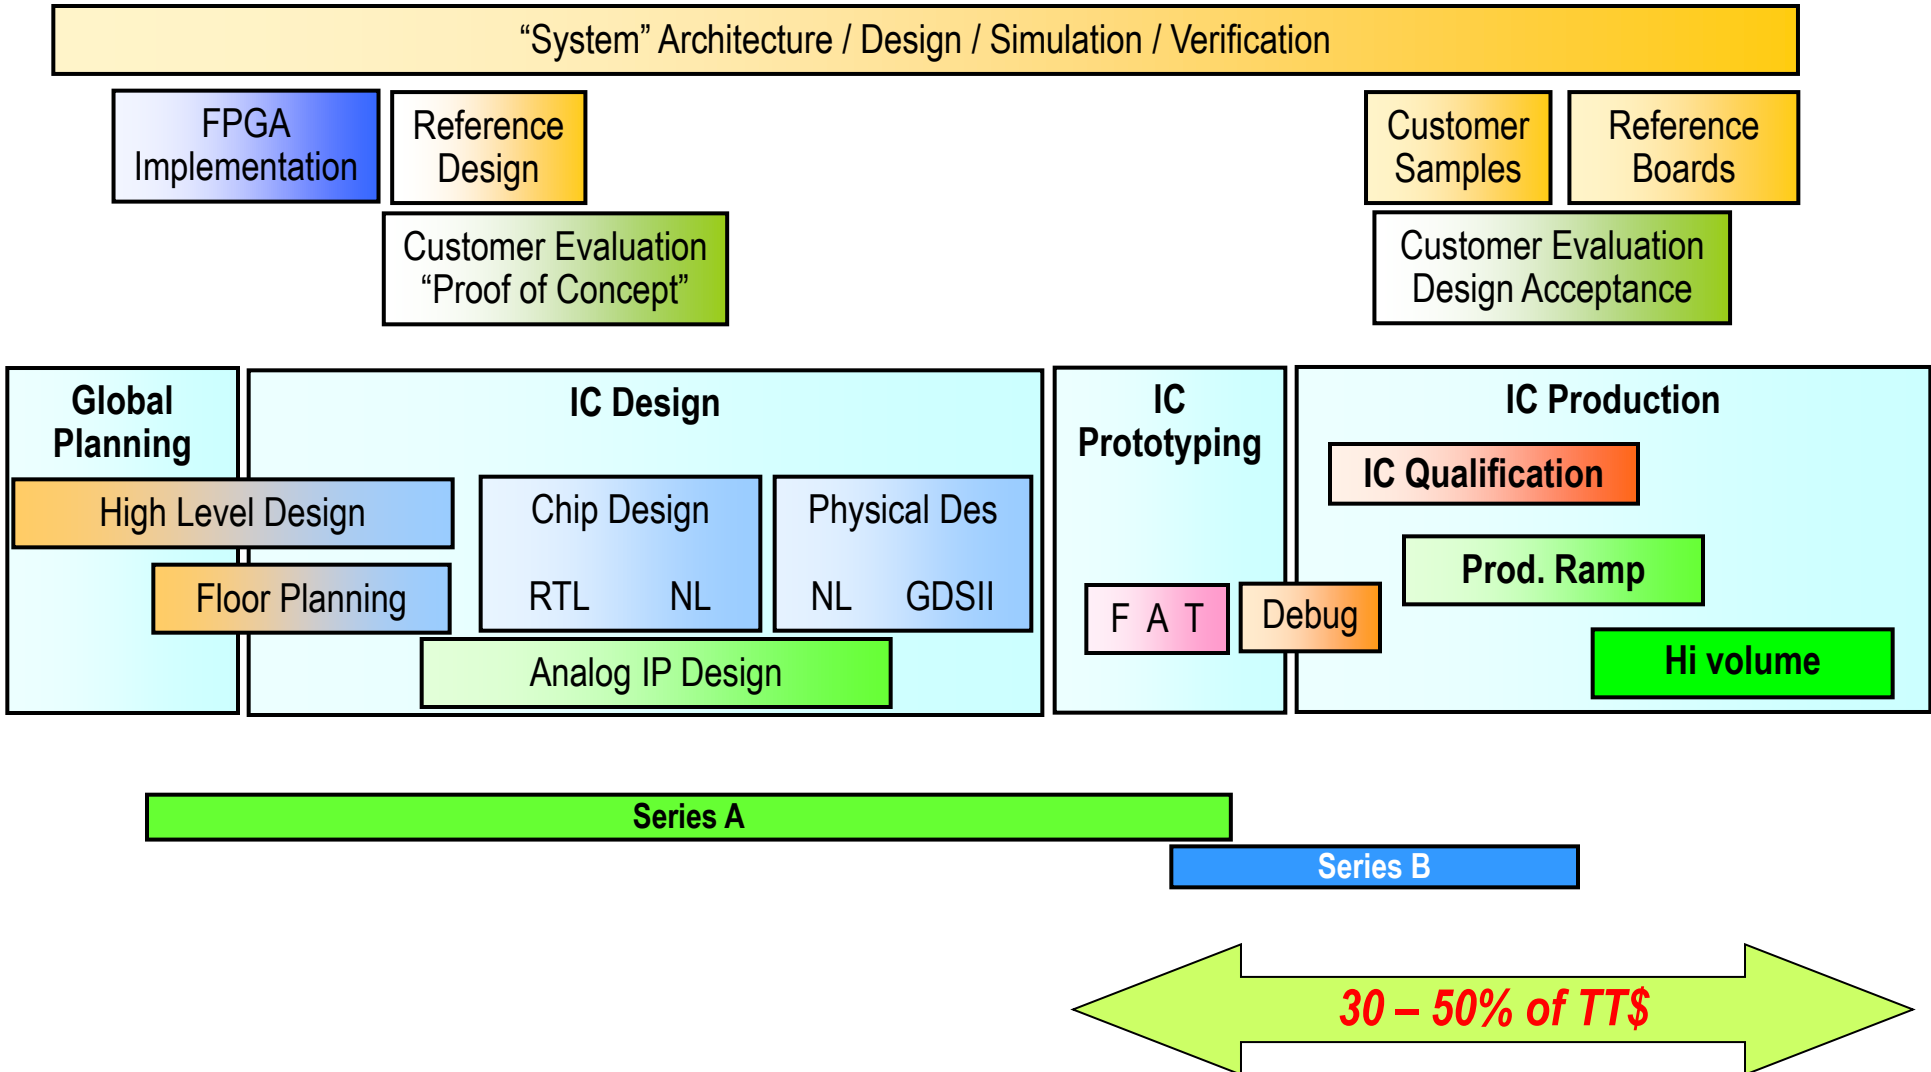 “System” Architecture / Design / Simulation / Verification
FPGA
Implementation
Reference
Design
Customer
Samples
Reference
Boards
Customer Evaluation
“Proof of Concept”
Customer Evaluation
Design Acceptance
Global
Planning
IC Design
IC
Prototyping
IC Production
High Level Design
Floor Planning
Chip Design
RTL NL
Physical Des
NL GDSII
Analog IP Design
F A T
Debug
IC Qualification
Prod. Ramp
Hi volume
Series A
Series B
30 – 50% of TT$